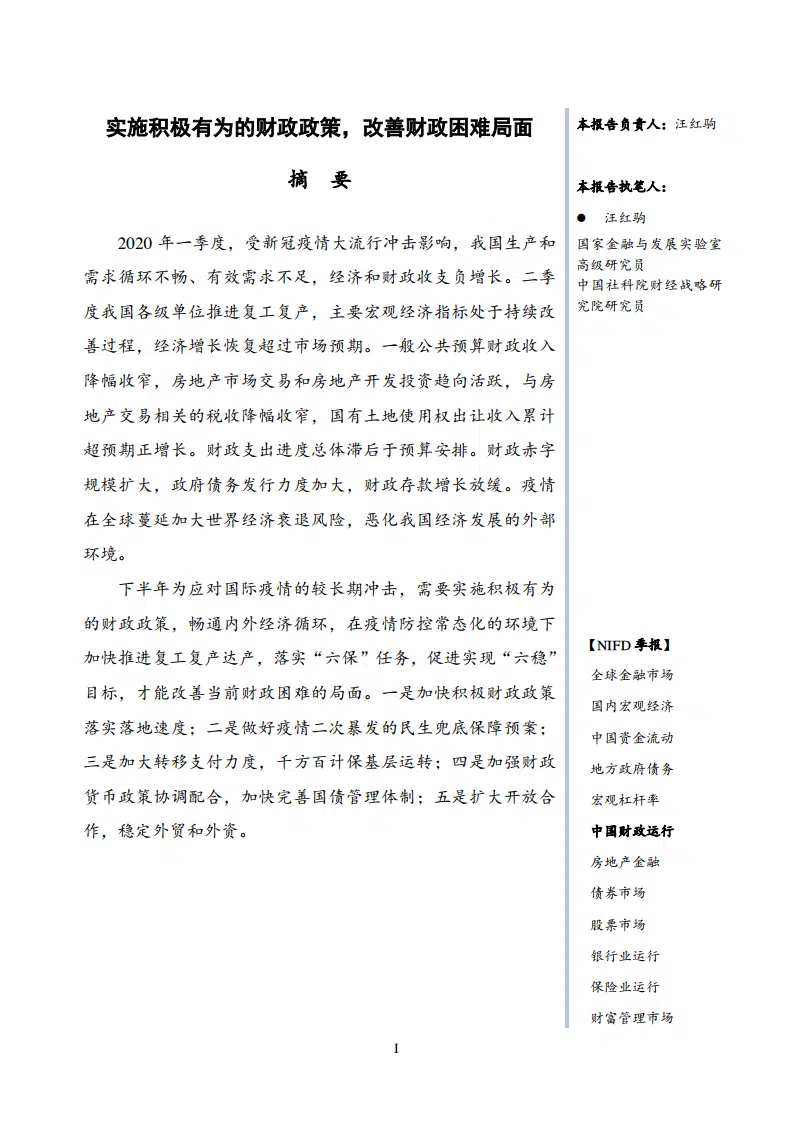 实施积极有为的财政政策，改善财政困难局面
摘 要
2020 年一季度，受新冠疫情大流行冲击影响，我国生产和
需求循环不畅、有效需求不足，经济和财政收支负增长。二季
度我国各级单位推进复工复产，主要宏观经济指标处于持续改
善过程，经济增长恢复超过市场预期。一般公共预算财政收入
降幅收窄，房地产市场交易和房地产开发投资趋向活跃，与房
地产交易相关的税收降幅收窄，国有土地使用权出让收入累计
超预期正增长。财政支出进度总体滞后于预算安排。财政赤字
规模扩大，政府债务发行力度加大，财政存款增长放缓。疫情
在全球蔓延加大世界经济衰退风险，恶化我国经济发展的外部
环境。
下半年为应对国际疫情的较长期冲击，需要实施积极有为
的财政政策，畅通内外经济循环，在疫情防控常态化的环境下
加快推进复工复产达产，落实“六保”任务，促进实现“六稳”
目标，才能改善当前财政困难的局面。一是加快积极财政政策
落实落地速度；二是做好疫情二次暴发的民生兜底保障预案；
三是加大转移支付力度，千方百计保基层运转；四是加强财政
货币政策协调配合，加快完善国债管理体制；五是扩大开放合
作，稳定外贸和外资。
本报告负责人：汪红驹
本报告执笔人：
● 汪红驹
国家金融与发展实验室
高级研究员
中国社科院财经战略研
究院研究员
【NIFD 季报】
全球金融市场
国内宏观经济
中国资金流动
地方政府债务
宏观杠杆率
中国财政运行
房地产金融
债券市场
股票市场
银行业运行
保险业运行
财富管理市场
I